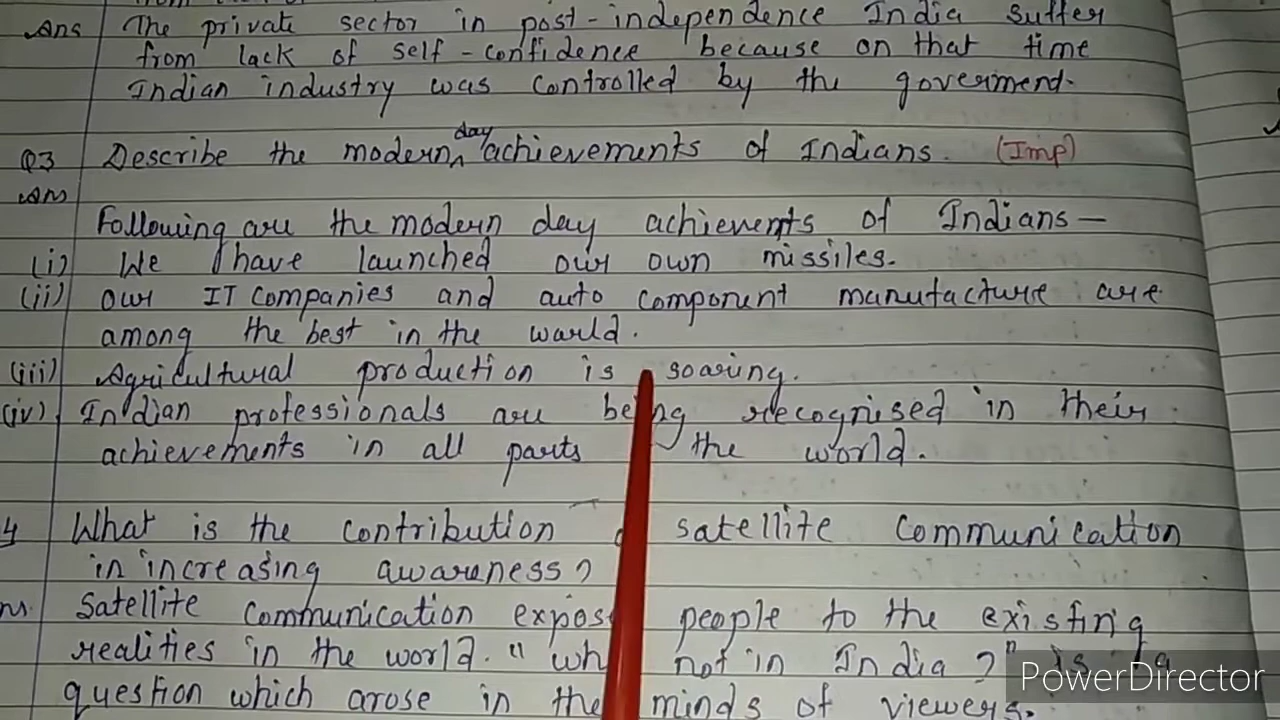 Ans The private sector in post-independence India suffer
from lack of self-confidence because on that time
Indian industry was controlled by the goverment.
Q3 Describe the modern day achievements of Indians. (Imp)
Ans
Following are the modern day achievements of Indians—
(i) We have launched our own missiles.
(ii) our IT companies and auto component manufacture are
among the best in the world.
(iii) Agricultural production is soaring.
(iv) Indian professionals are being recognised in their
achievements in all parts the world.
What is the contribution satellite communication
in increasing awareness?
Satellite communication expos people to the existing
realities in the world. "wh not in India?" is a
question which arose in the minds of viewers.
PowerDirector